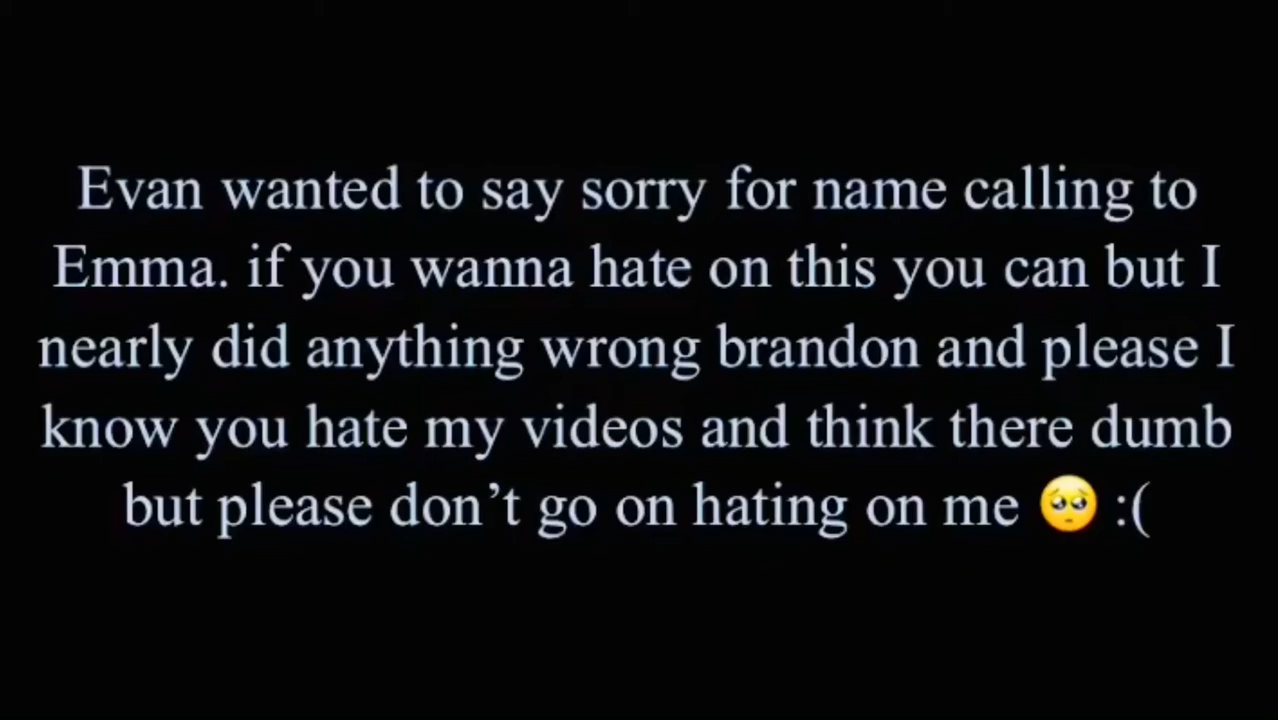 Evan wanted to say sorry for name calling to
Emma. if you wanna hate on this you can but I
nearly did anything wrong brandon and please I
know you hate my videos and think there dumb
but please don’t go on hating on me 🥺 :(